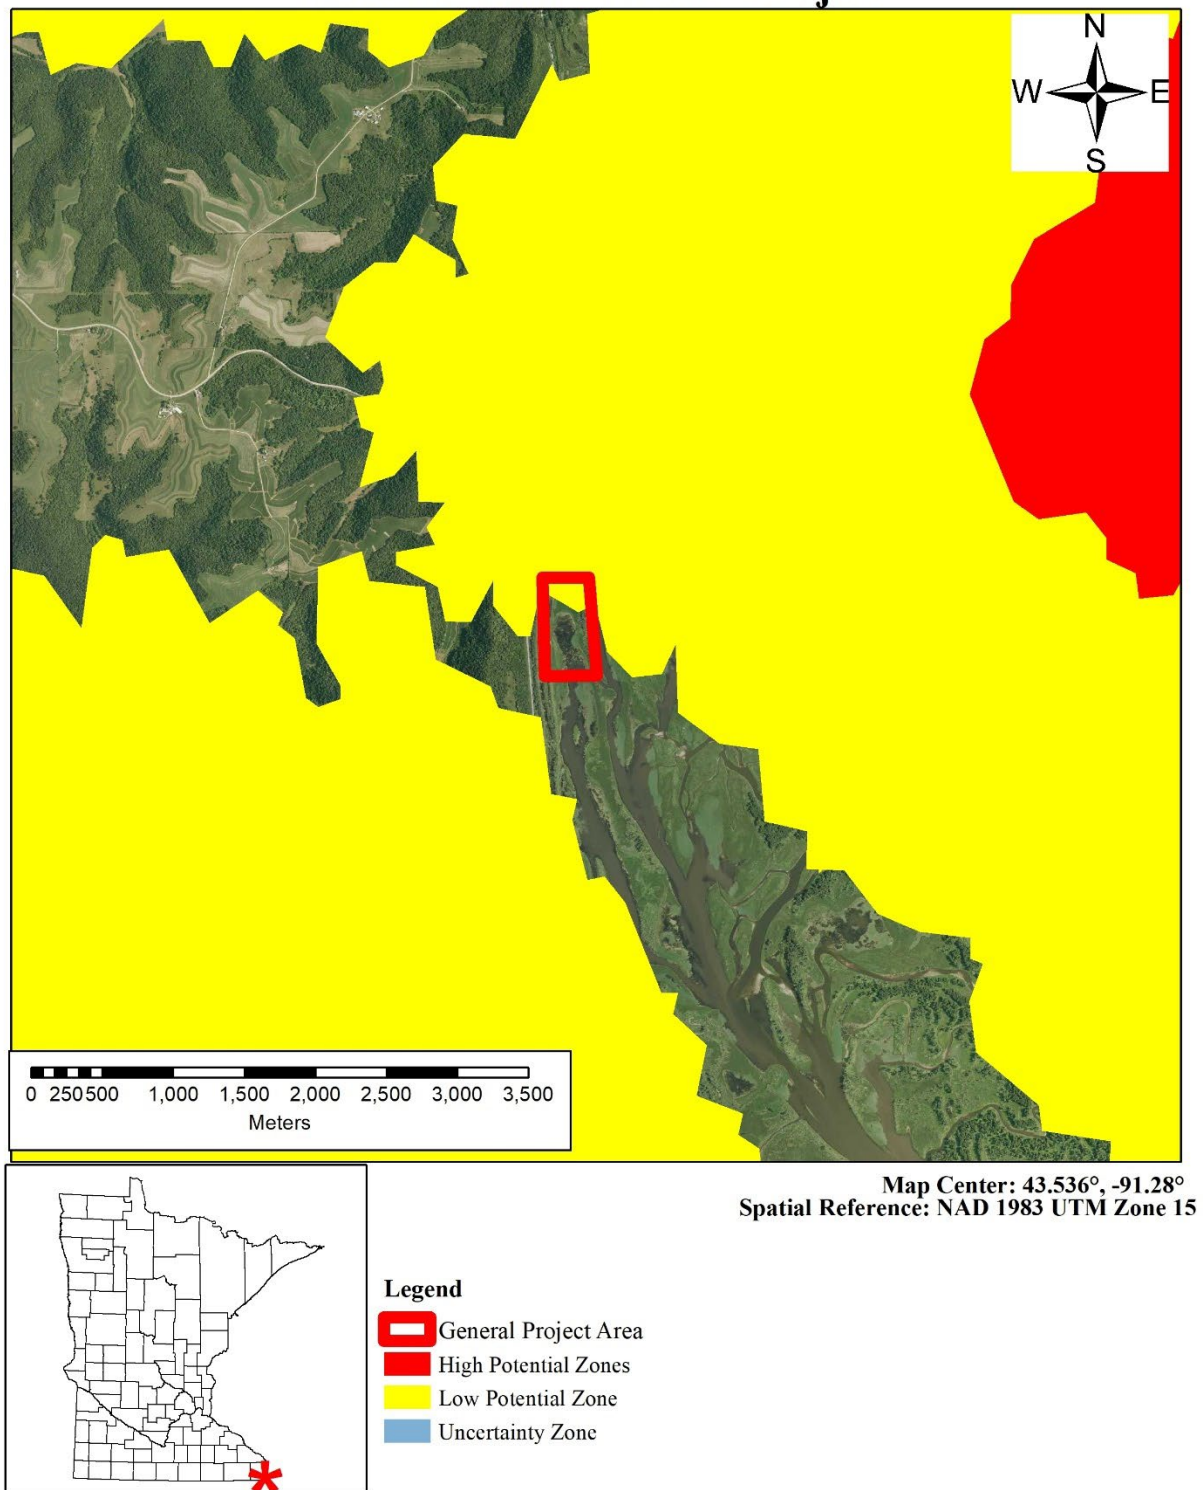 N
W E
S
0 250 500 1,000 1,500 2,000 2,500 3,000 3,500
Meters
Map Center: 43.536°, -91.28°
Spatial Reference: NAD 1983 UTM Zone 15
Legend
General Project Area
High Potential Zones
Low Potential Zone
Uncertainty Zone